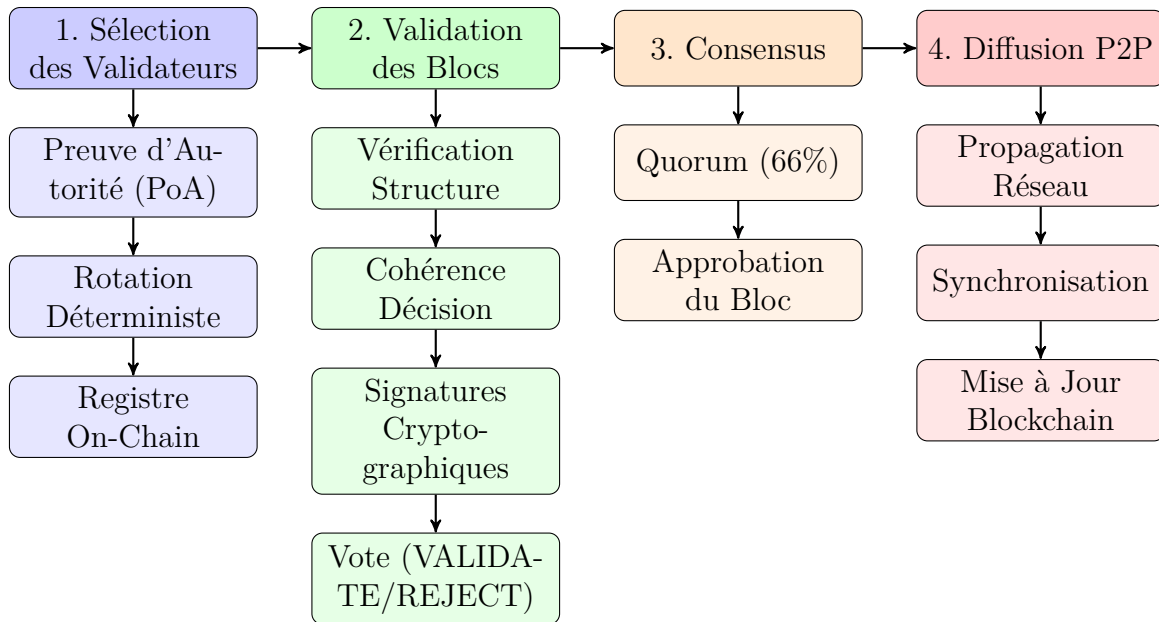 1. Sélection
des Validateurs
Preuve d'Au-
torité (PoA)
Rotation
Déterministe
Registre
On-Chain
2. Validation
des Blocs
Vérification
Structure
Cohérence
Décision
Signatures
Crypto-
graphiques
Vote (VALIDA-
TE/REJECT)
3. Consensus
Quorum (66%)
Approbation
du Bloc
4. Diffusion P2P
Propagation
Réseau
Synchronisation
Mise à Jour
Blockchain